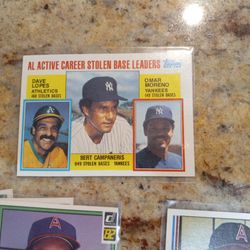 AL ACTIVE CAREER STOLEN BASE LEADERS
Topps
DAVE
LOPES
ATHLETICS
OMAR
MORENO
YANKEES
BERT CAMPANERIS
649 STOLEN BASES YANKEES